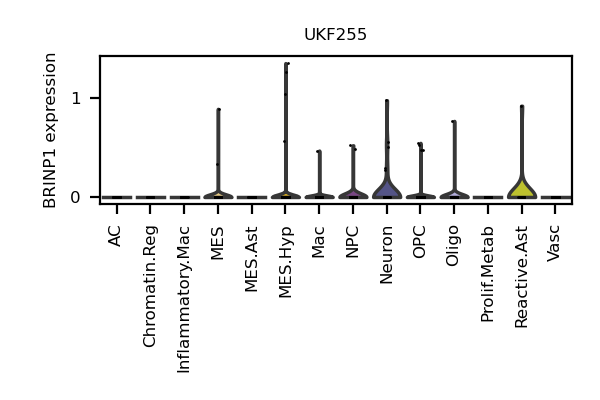 UKF255
BRINP1 expression
1
0
AC
Chromatin.Reg
Inflammatory.Mac
MES
MES.Ast
MES.Hyp
Mac
NPC
Neuron
OPC
Oligo
Prolif.Metab
Reactive.Ast
Vasc